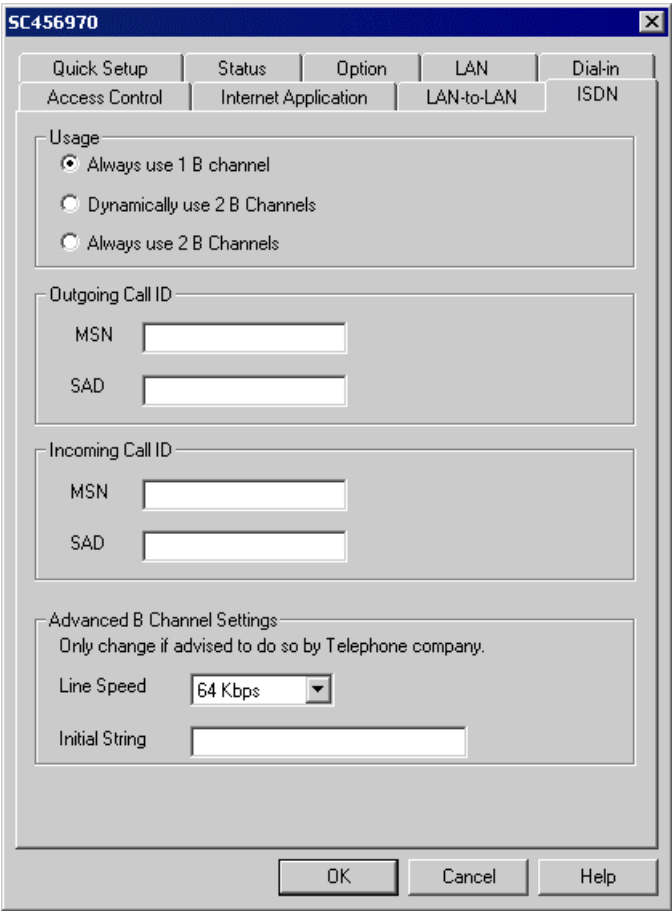 SC456970
Quick Setup Status Option LAN Dial-in
Access Control Internet Application LAN-to-LAN ISDN
Usage
Always use 1 B channel
Dynamically use 2 B Channels
Always use 2 B Channels
Outgoing Call ID
MSN
SAD
Incoming Call ID
MSN
SAD
Advanced B Channel Settings
Only change if advised to do so by Telephone company.
Line Speed 64 Kbps
Initial String
OK Cancel Help